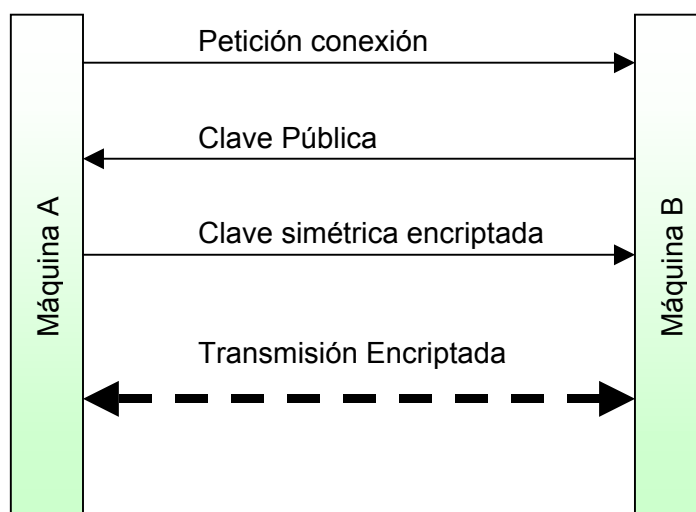 Petición conexión
Clave Pública
Máquina A
Clave simétrica encriptada
Máquina B
Transmisión Encriptada